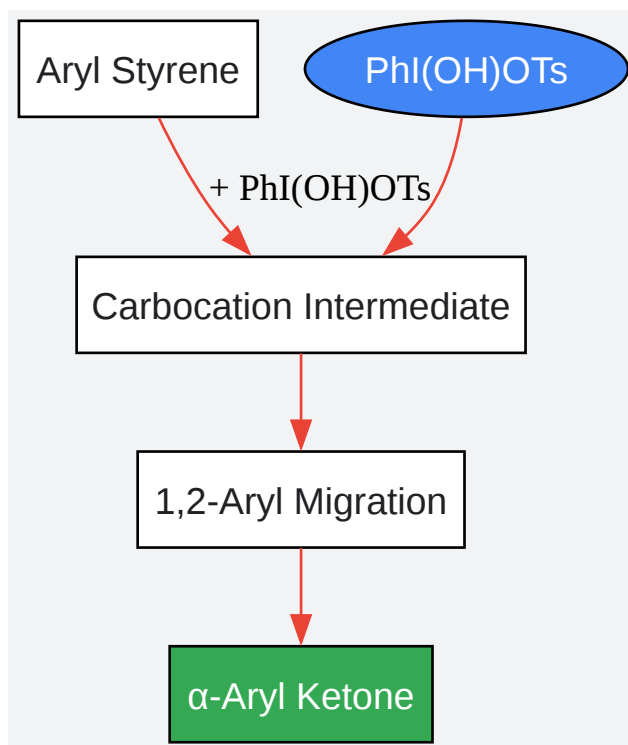 Aryl Styrene
PhI(OH)OTs
+ PhI(OH)OTs
Carbocation Intermediate
1,2-Aryl Migration
α-Aryl Ketone